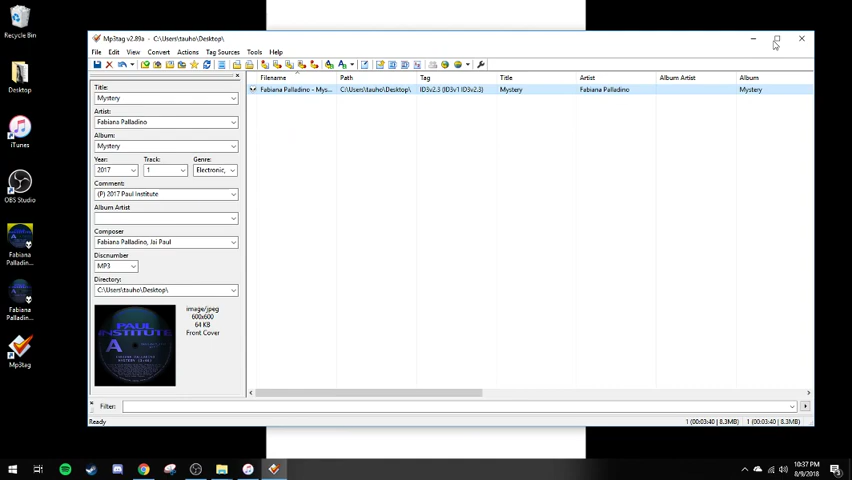 Recycle Bin
Desktop
iTunes
OBS Studio
Fabiana
Palladin...
Fabiana
Palladin...
Mp3tag
Mp3tag v2.89a - C:\Users\tauho\Desktop\
File Edit View Convert Actions Tag Sources Tools Help
Title:
Mystery
Artist:
Fabiana Palladino
Album:
Mystery
Year: Track: Genre:
2017 1 Electronic,
Comment:
(P) 2017 Paul Institute
Album Artist
Composer
Fabiana Palladino, Jai Paul
Discnumber
MP3
Directory:
C:\Users\tauho\Desktop\
PAUL
INSTITUTE
A
image/jpeg
600x600
64 KB
Front Cover
Filename Path Tag Title Artist Album Artist Album
Fabiana Palladino - Mys... C:\Users\tauho\Desktop\ ID3v2.3 (ID3v1 ID3v2.3) Mystery Fabiana Palladino Mystery
Filter:
Ready 1 (00:03:40 | 8.3MB) 1 (00:03:40 | 8.3MB)
10:37 PM
8/9/2018